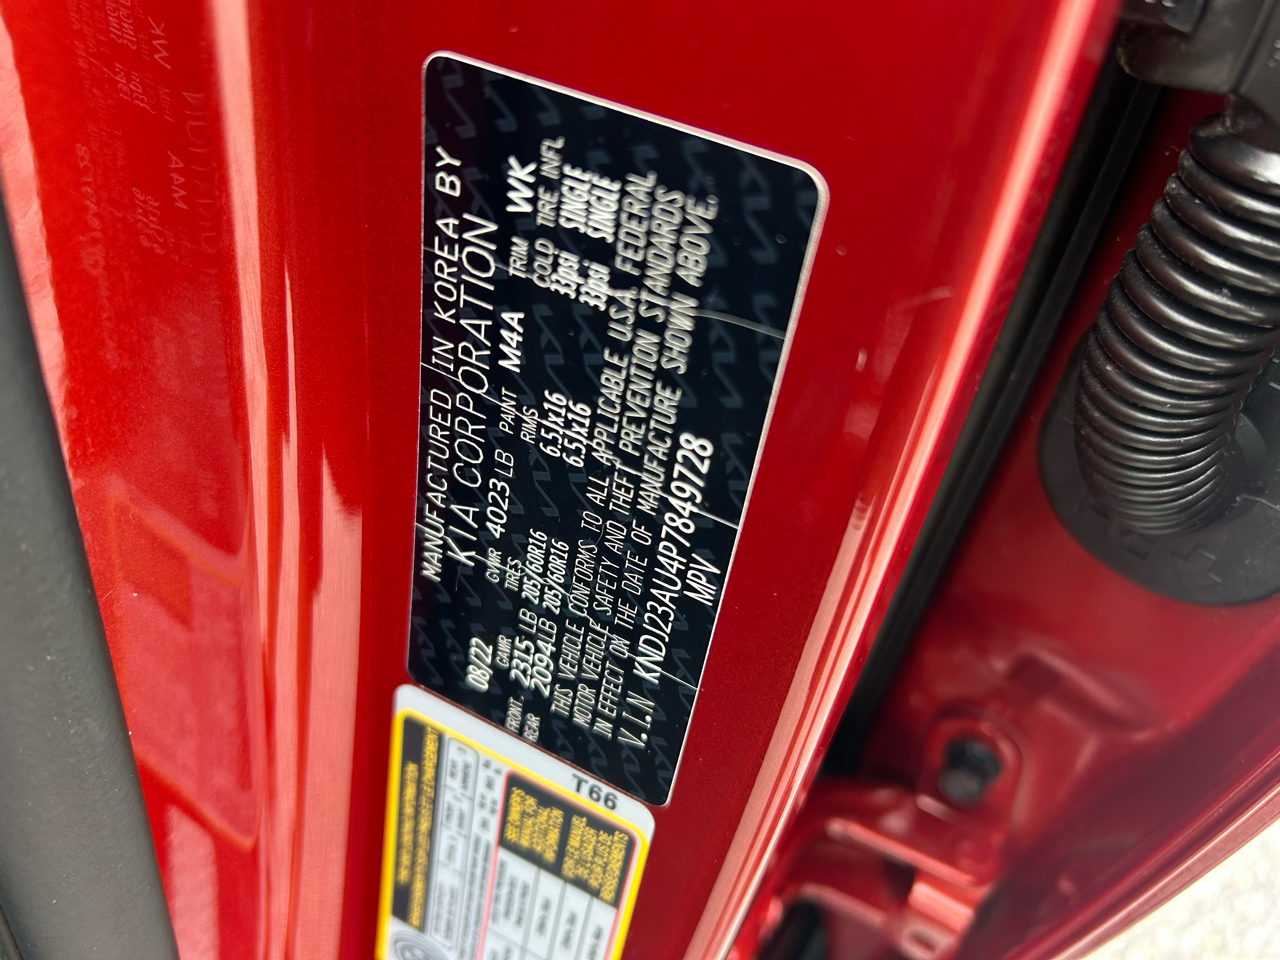 MANUFACTURED IN KOREA BY
KIA CORPORATION
08/22 GVWR 4023 LB PAINT M4A TRIM WK
GAWR TIRES RIMS COLD TIRE INFL
FRONT 2315 LB 205/60R16 6.5Jx16 33psi SINGLE
REAR 2094LB 205/60R16 6.5Jx16 33psi SINGLE
THIS VEHICLE CONFORMS TO ALL APPLICABLE U.S.A. FEDERAL
MOTOR VEHICLE SAFETY AND THEFT PREVENTION STANDARDS
IN EFFECT ON THE DATE OF MANUFACTURE SHOWN ABOVE.
V.I.N KNDJ23AU4P7849728
MPV
T66